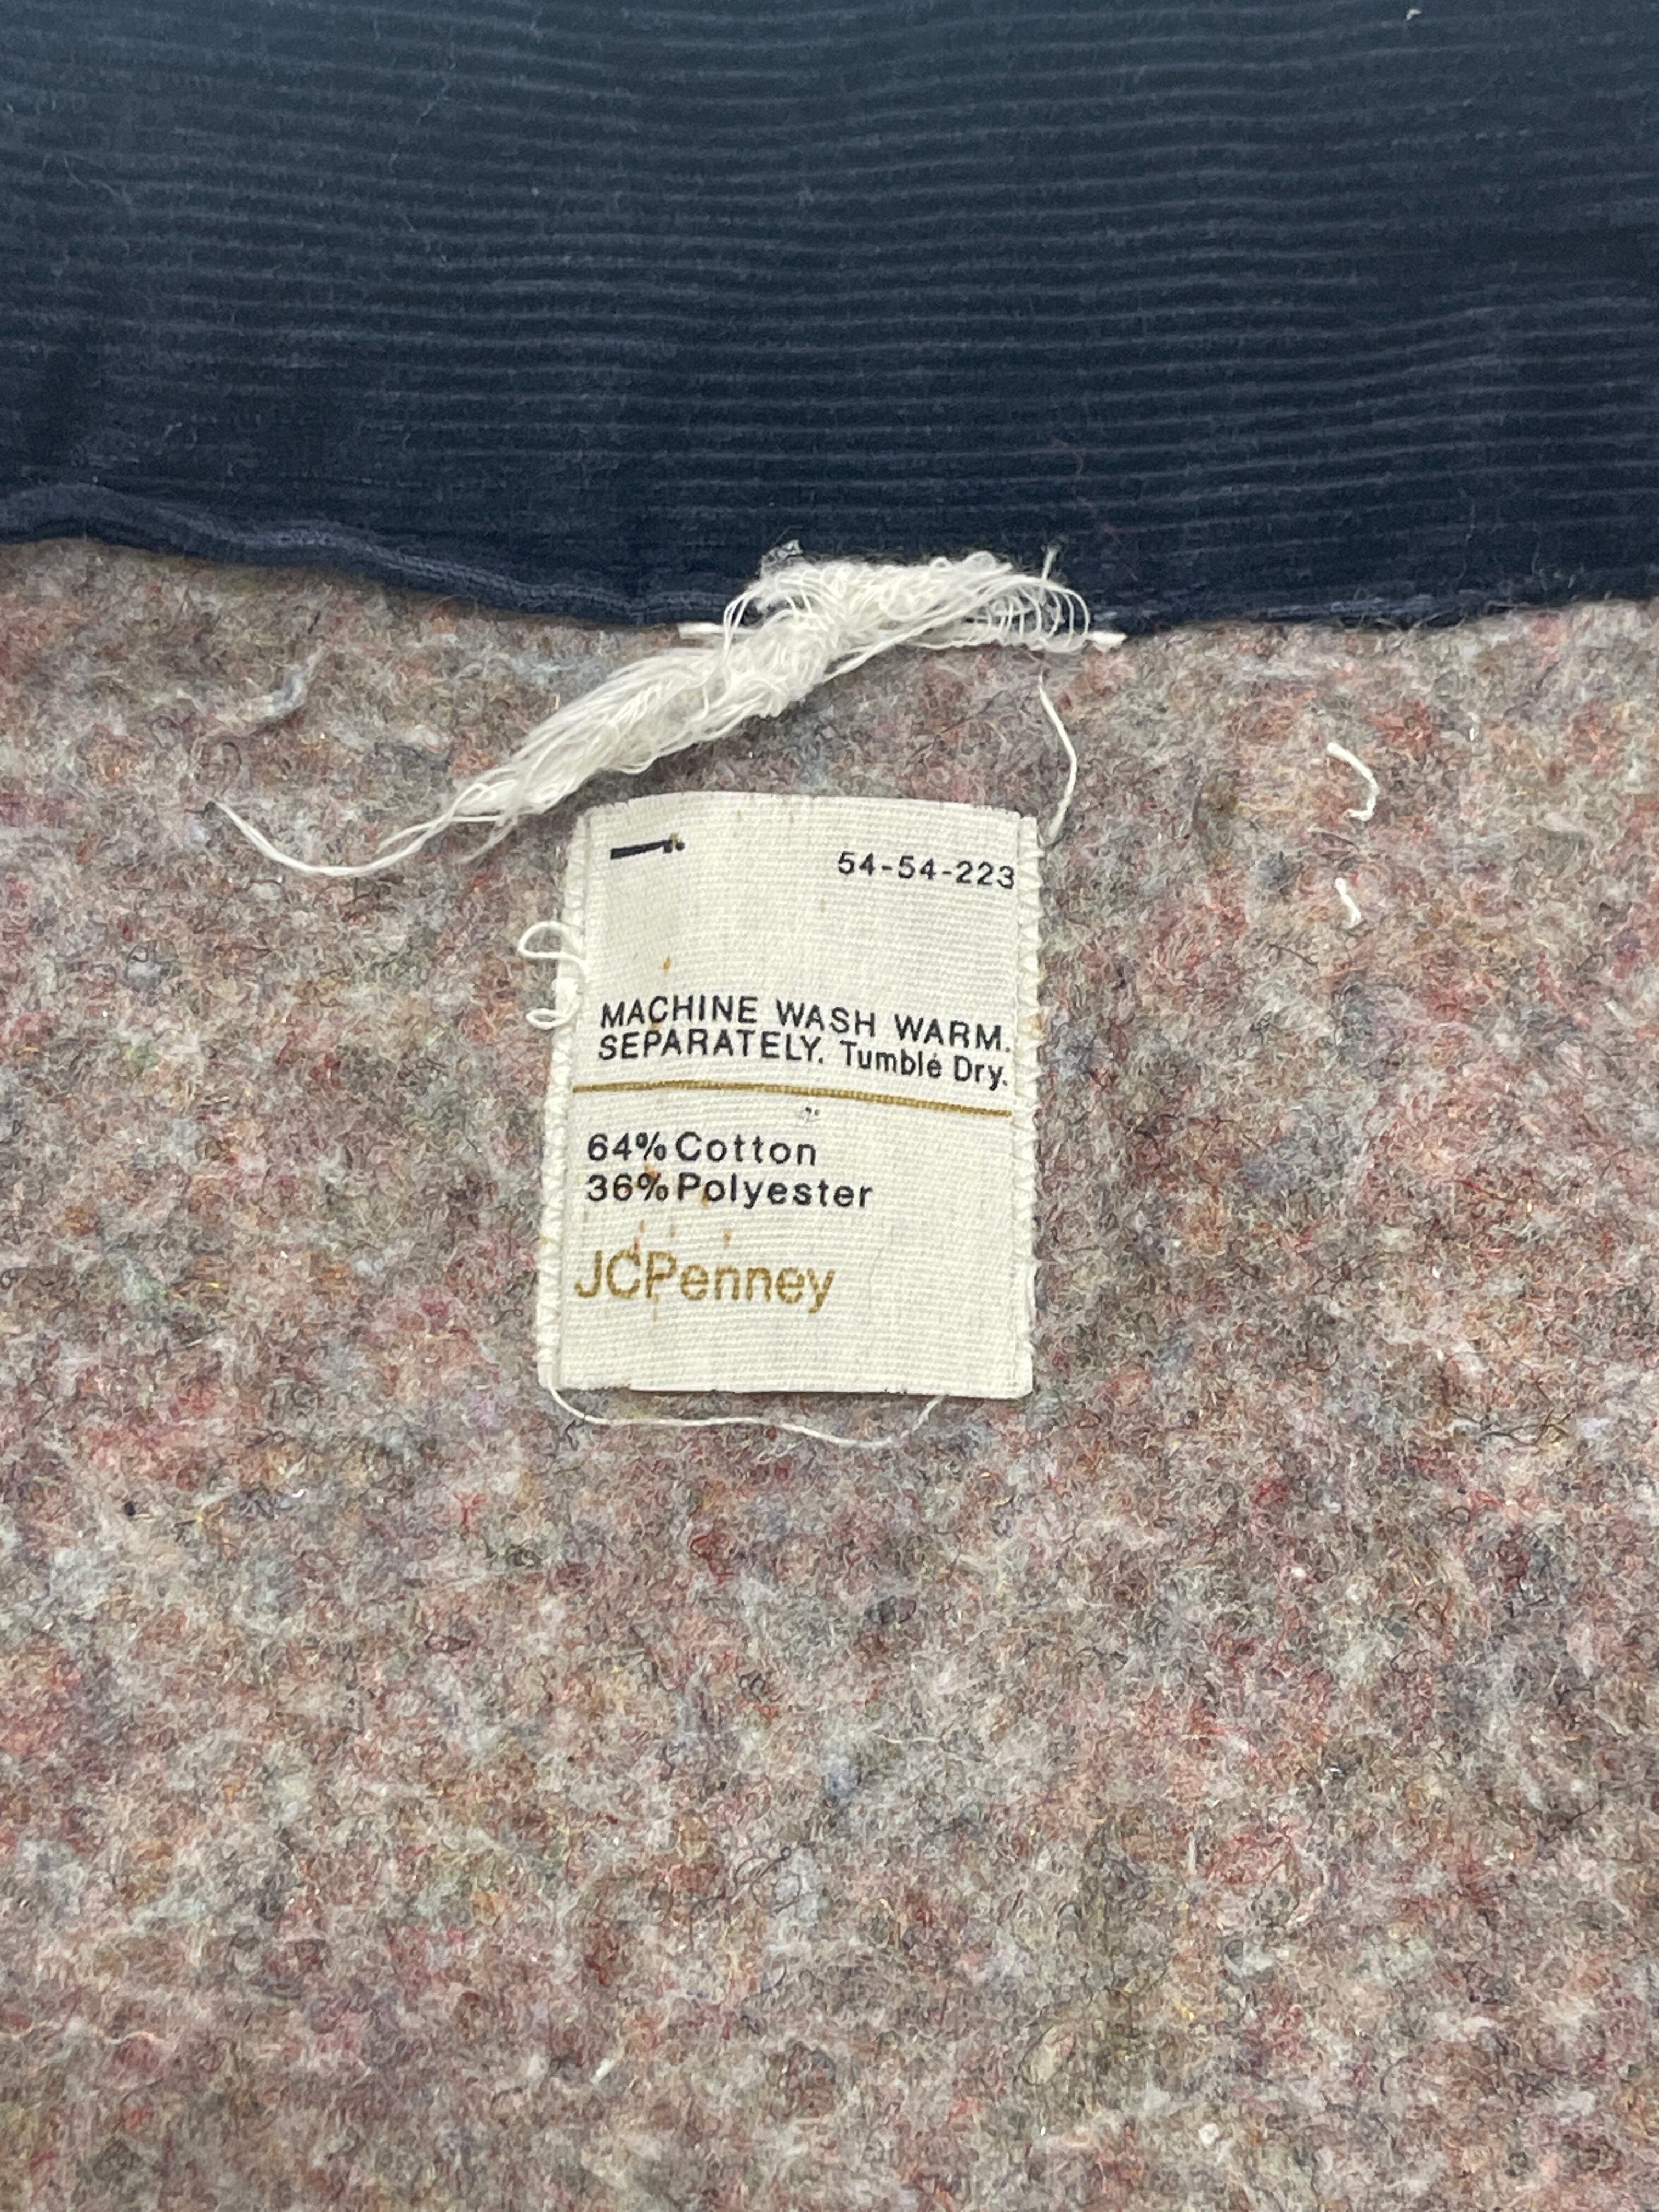 54-54-223
MACHINE WASH WARM.
SEPARATELY. Tumble Dry.
64% Cotton
36% Polyester
JCPenney